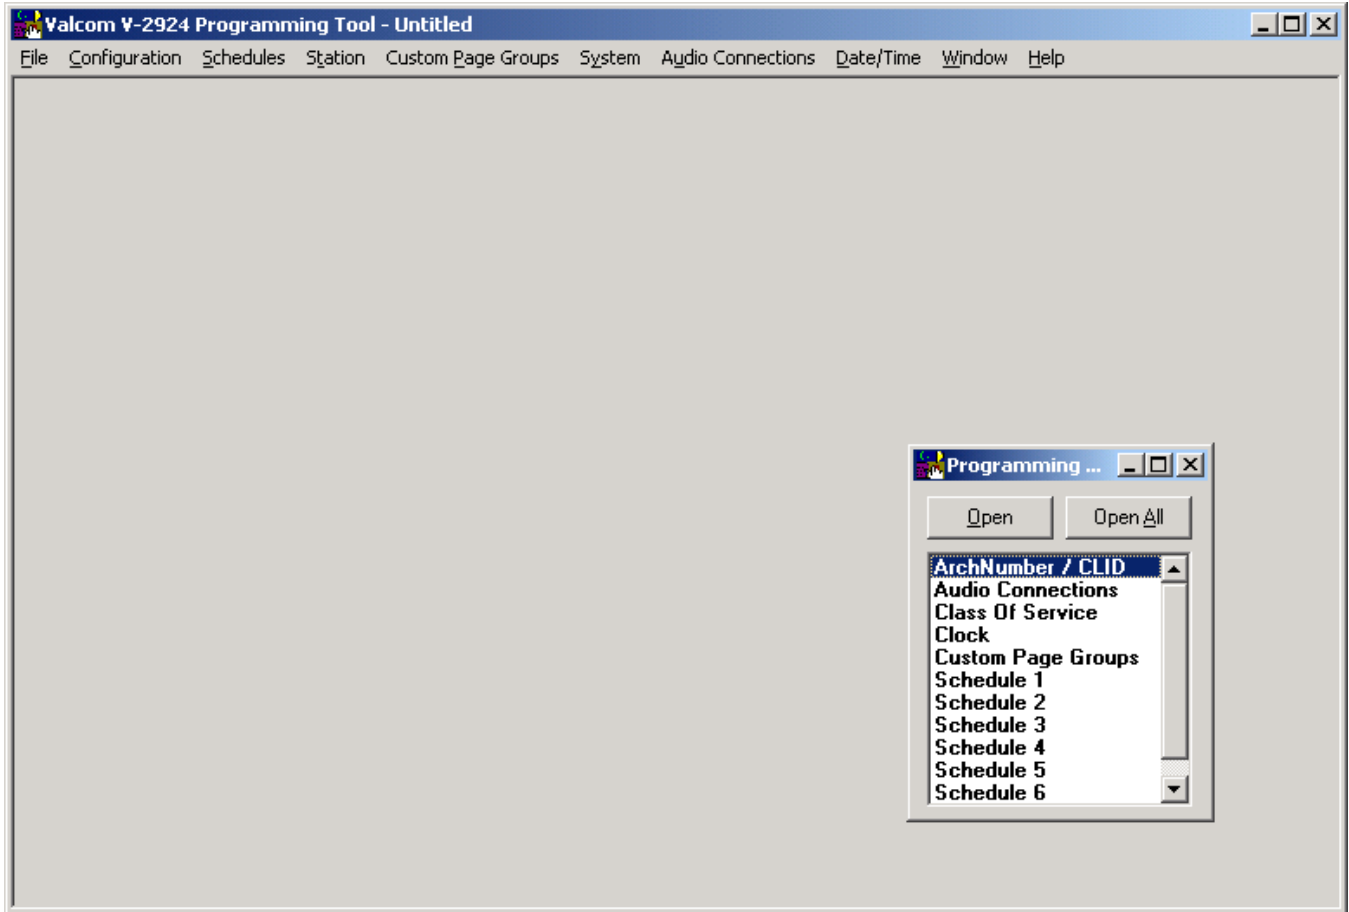 Valcom V-2924 Programming Tool - Untitled
File Configuration Schedules Station Custom Page Groups System Audio Connections Date/Time Window Help
Programming ...
Open Open All
ArchNumber / CLID
Audio Connections
Class Of Service
Clock
Custom Page Groups
Schedule 1
Schedule 2
Schedule 3
Schedule 4
Schedule 5
Schedule 6